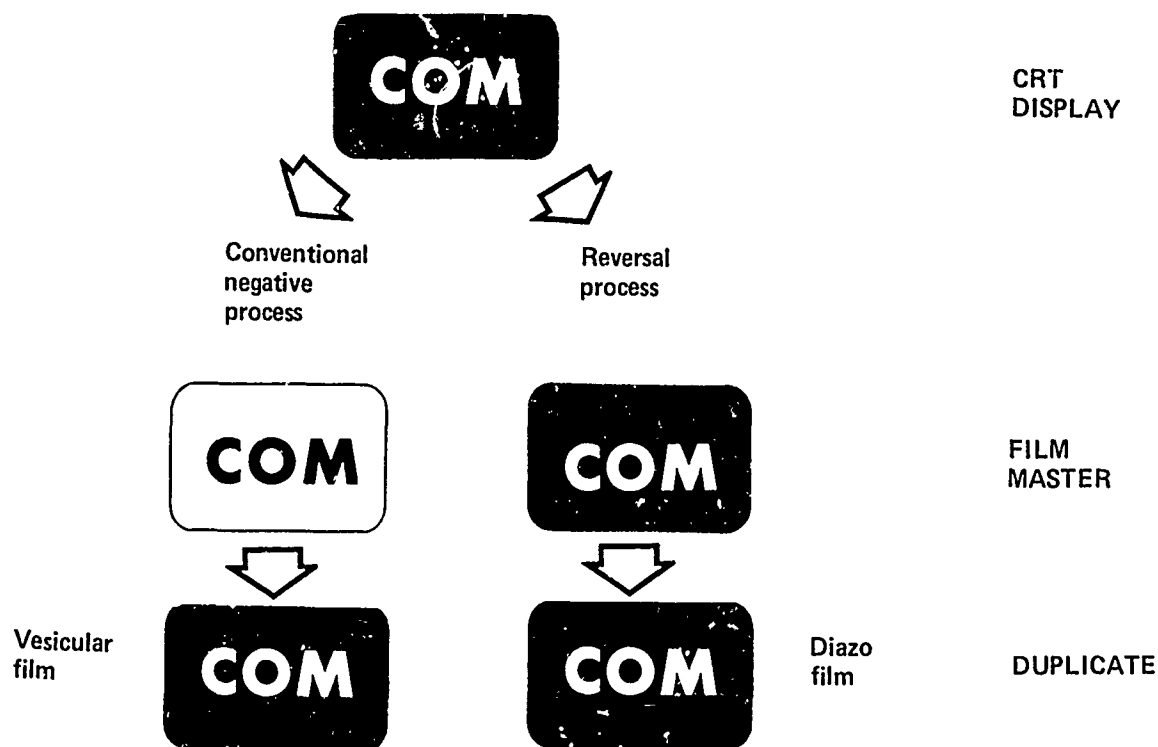 COM
CRT
DISPLAY
Conventional
negative
process
Reversal
process
COM
COM
FILM
MASTER
Vesicular
film
COM
COM
Diazo
film
DUPLICATE